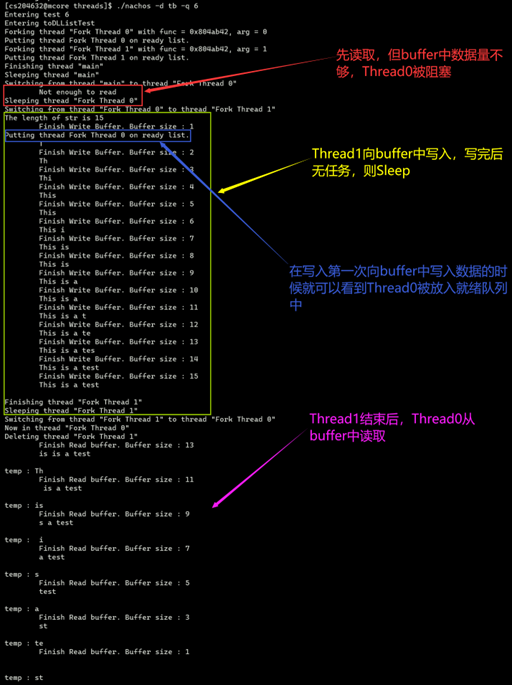 [cs204632@mcore threads]$ ./nachos -d tb -q 6
Entering test 6
Entering toDLListTest
Forking thread "Fork Thread 0" with func = 0x804ab42, arg = 0
Putting thread Fork Thread 0 on ready list.
Forking thread "Fork Thread 1" with func = 0x804ab42, arg = 1
Putting thread Fork Thread 1 on ready list.
Finishing thread "main"
Sleeping thread "main"
Switching from thread "main" to thread "Fork Thread 0"
Not enough to read
Sleeping thread "Fork Thread 0"
Switching from thread "Fork Thread 0" to thread "Fork Thread 1"
The length of str is 15
Finish Write Buffer. Buffer size : 1
Putting thread Fork Thread 0 on ready list.
T
Finish Write Buffer. Buffer size : 2
Th
Finish Write Buffer. Buffer size : 3
Thi
Finish Write Buffer. Buffer size : 4
This
Finish Write Buffer. Buffer size : 5
This
Finish Write Buffer. Buffer size : 6
This i
Finish Write Buffer. Buffer size : 7
This is
Finish Write Buffer. Buffer size : 8
This is
Finish Write Buffer. Buffer size : 9
This is a
Finish Write Buffer. Buffer size : 10
This is a
Finish Write Buffer. Buffer size : 11
This is a t
Finish Write Buffer. Buffer size : 12
This is a te
Finish Write Buffer. Buffer size : 13
This is a tes
Finish Write Buffer. Buffer size : 14
This is a test
Finish Write Buffer. Buffer size : 15
This is a test
Finishing thread "Fork Thread 1"
Sleeping thread "Fork Thread 1"
Switching from thread "Fork Thread 1" to thread "Fork Thread 0"
Now in thread "Fork Thread 0"
Deleting thread "Fork Thread 1"
Finish Read buffer. Buffer size : 13
is is a test
temp : Th
Finish Read buffer. Buffer size : 11
is a test
temp : is
Finish Read buffer. Buffer size : 9
s a test
temp :  i
Finish Read buffer. Buffer size : 7
a test
temp : s
Finish Read buffer. Buffer size : 5
test
temp : a
Finish Read buffer. Buffer size : 3
st
temp : te
Finish Read buffer. Buffer size : 1
temp : st
先读取，但buffer中数据量不
够，Thread0被阻塞
Thread1向buffer中写入，写完后
无任务，则Sleep
在写入第一次向buffer中写入数据的时
候就可以看到Thread0被放入就绪队列
中
Thread1结束后，Thread0从
buffer中读取